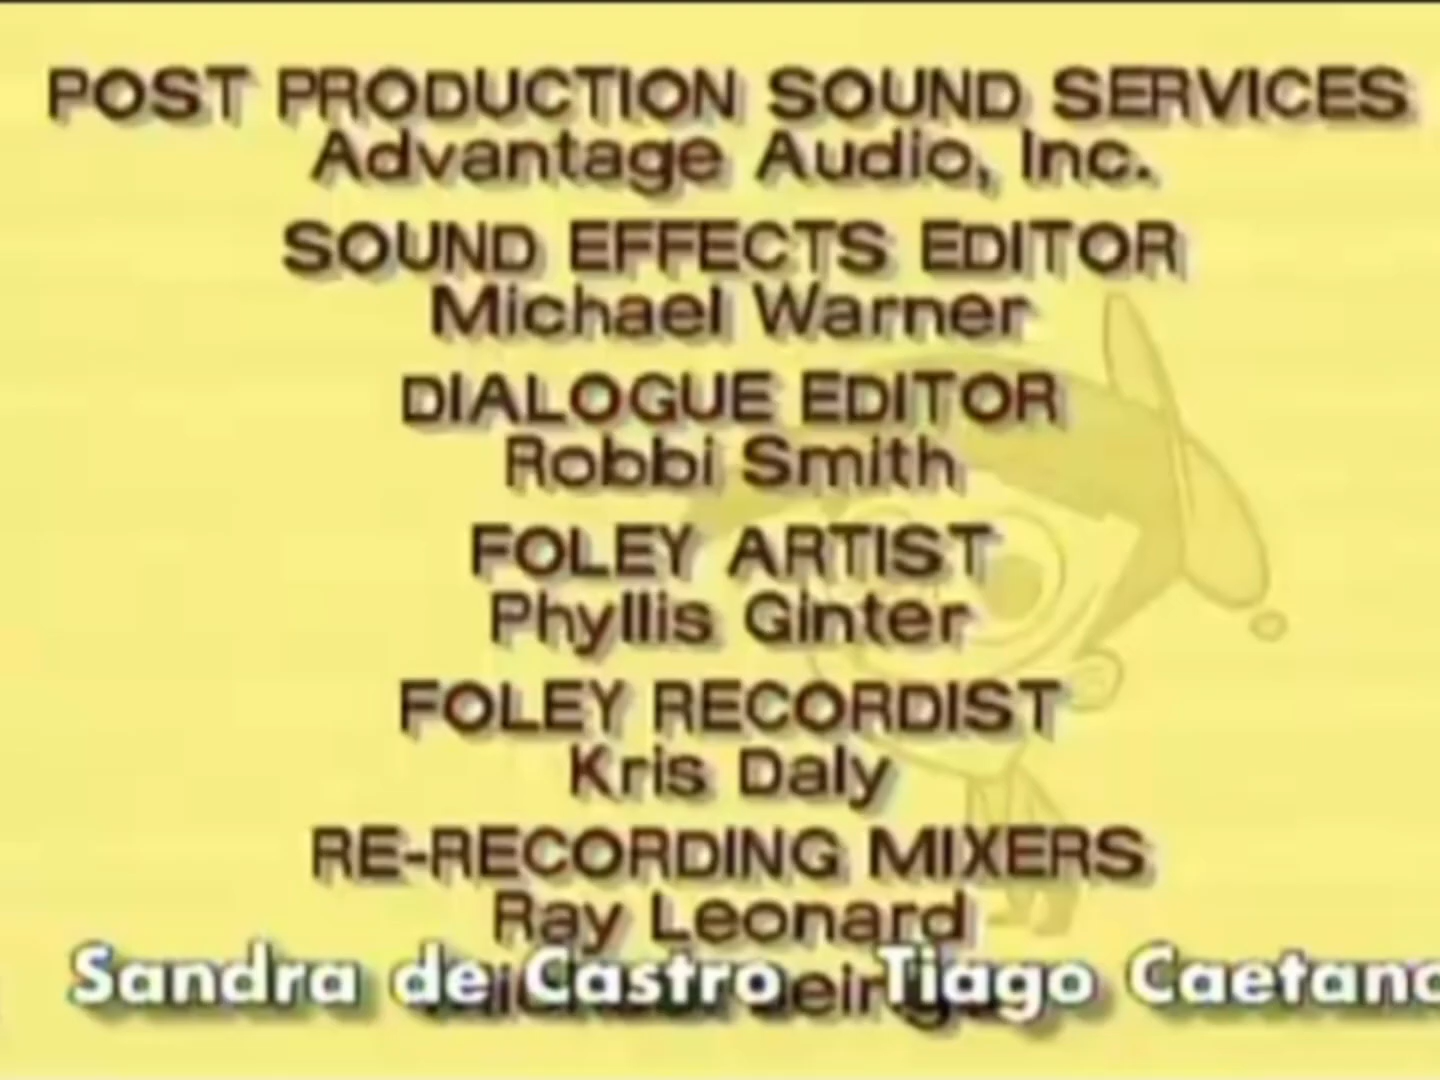 POST PRODUCTION SOUND SERVICES
Advantage Audio, Inc.
SOUND EFFECTS EDITOR
Michael Warner
DIALOGUE EDITOR
Robbi Smith
FOLEY ARTIST
Phyllis Ginter
FOLEY RECORDIST
Kris Daly
RE-RECORDING MIXERS
Ray Leonard
Sandra de Castro Tiago Caetano